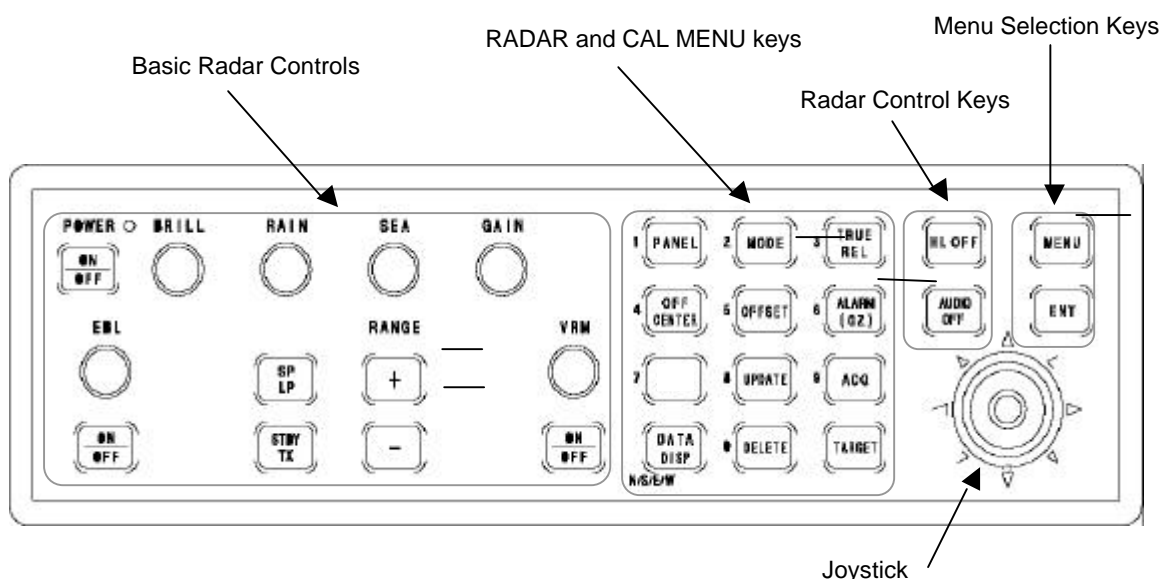 Menu Selection Keys
RADAR and CAL MENU keys
Basic Radar Controls
Radar Control Keys
POWER
BRILL
RAIN
SEA
GAIN
ON
OFF
EBL
RANGE
VRM
SP
LP
+
ON
OFF
STBY
TX
-
ON
OFF
1
PANEL
2
MODE
3
TRUE
REL
4
OFF
CENTER
5
OFFSET
6
ALARM
(GZ)
7
8
UPDATE
9
ACQ
DATA
DISP
0
DELETE
TARGET
N/S/E/W
HL OFF
AUDIO
OFF
MENU
ENT
Joystick